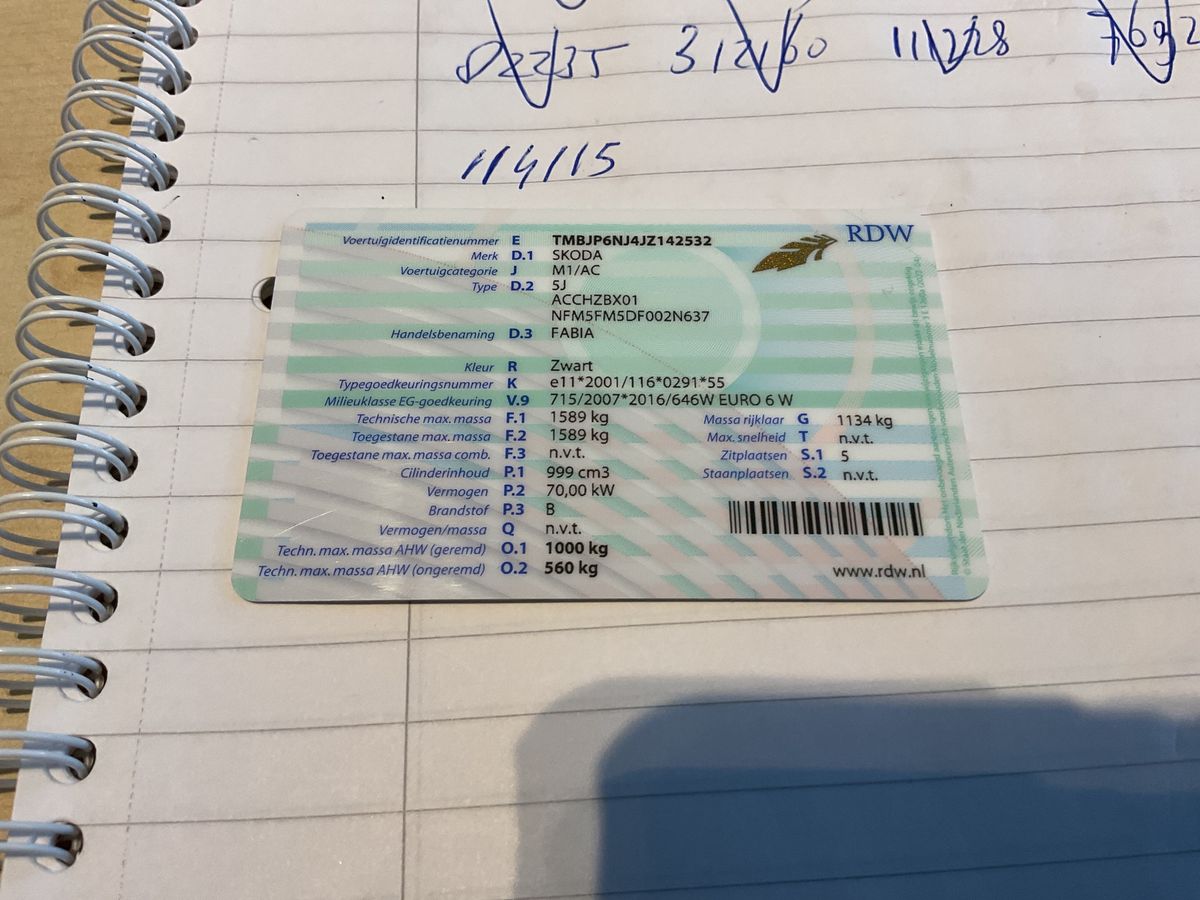 82235 312160 111228
114115
RDW
Voertuigidentificatienummer E TMBJP6NJ4JZ142532
Merk D.1 SKODA
Voertuigcategorie J M1/AC
Type D.2 5J
ACCHZBX01
NFM5FM5DF002N637
Handelsbenaming D.3 FABIA
Kleur R Zwart
Typegoedkeuringsnummer K e11*2001/116*0291*55
Milieuklasse EG-goedkeuring V.9 715/2007*2016/646W EURO 6 W
Technische max. massa F.1 1589 kg Massa rijklaar G 1134 kg
Toegestane max. massa F.2 1589 kg Max. snelheid T n.v.t.
Toegestane max. massa comb. F.3 n.v.t. Zitplaatsen S.1 5
Cilinderinhoud P.1 999 cm3 Staanplaatsen S.2 n.v.t.
Vermogen P.2 70,00 kW
Brandstof P.3 B
Vermogen/massa Q n.v.t.
Techn. max. massa AHW (geremd) O.1 1000 kg
Techn. max. massa AHW (ongeremd) O.2 560 kg
www.rdw.nl